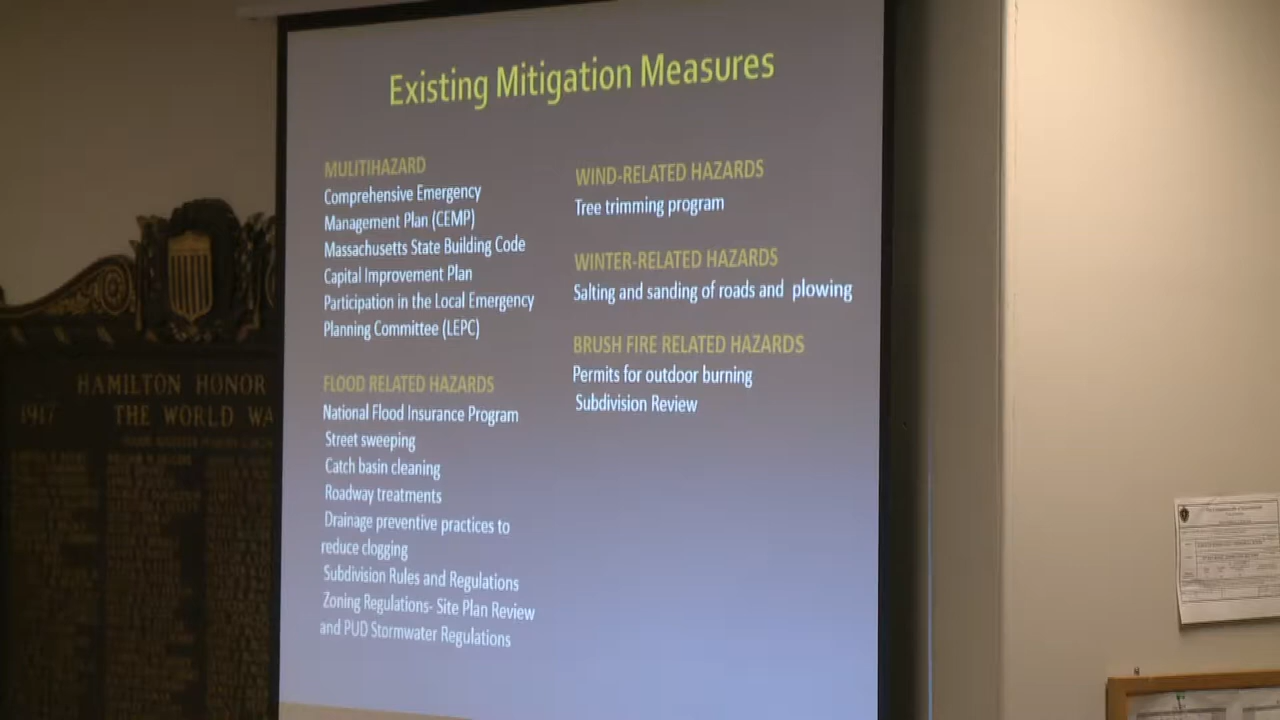 Existing Mitigation Measures
MULITIHAZARD
Comprehensive Emergency
Management Plan (CEMP)
Massachusetts State Building Code
Capital Improvement Plan
Participation in the Local Emergency
Planning Committee (LEPC)
FLOOD RELATED HAZARDS
National Flood Insurance Program
Street sweeping
Catch basin cleaning
Roadway treatments
Drainage preventive practices to
reduce clogging
Subdivision Rules and Regulations
Zoning Regulations- Site Plan Review
and PUD Stormwater Regulations
WIND-RELATED HAZARDS
Tree trimming program
WINTER-RELATED HAZARDS
Salting and sanding of roads and plowing
BRUSH FIRE RELATED HAZARDS
Permits for outdoor burning
Subdivision Review
HAMILTON HONOR
1917 THE WORLD WA